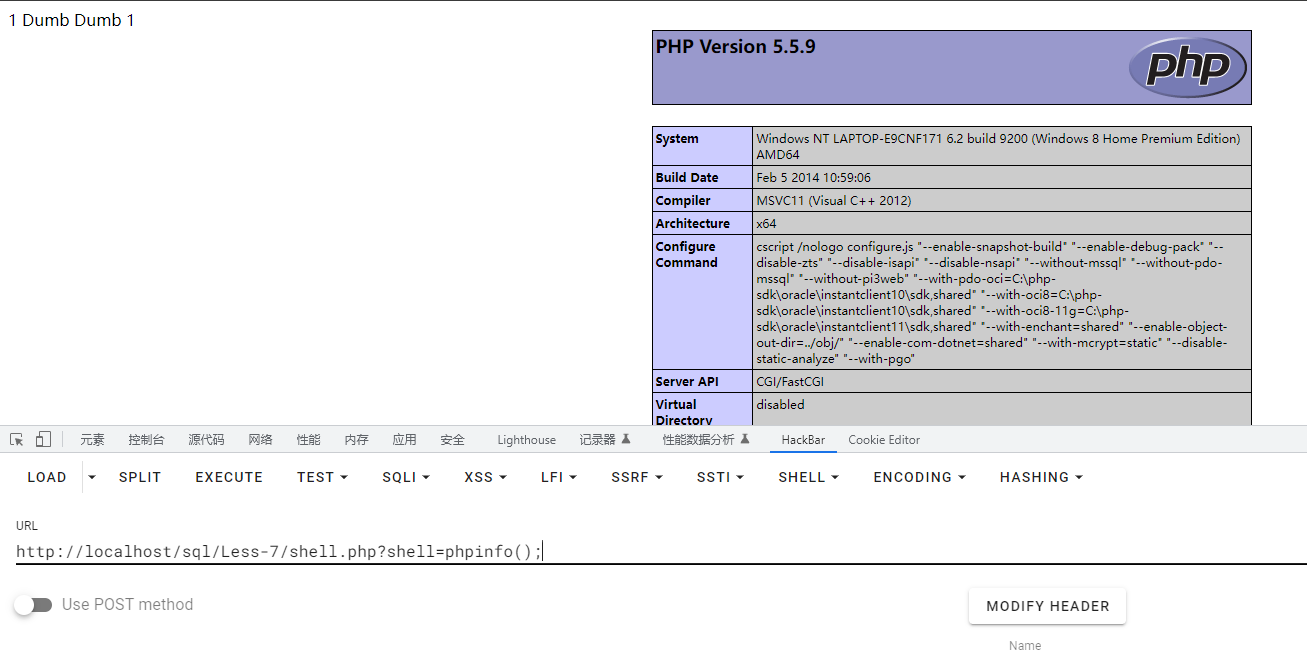 1 Dumb Dumb 1
PHP Version 5.5.9
php
System
Windows NT LAPTOP-E9CNF171 6.2 build 9200 (Windows 8 Home Premium Edition)
AMD64
Build Date
Feb 5 2014 10:59:06
Compiler
MSVC11 (Visual C++ 2012)
Architecture
x64
Configure
Command
cscript /nologo configure.js "--enable-snapshot-build" "--enable-debug-pack" "--
disable-zts" "--disable-isapi" "--disable-nsapi" "--without-mssql" "--without-pdo-
mssql" "--without-pi3web" "--with-pdo-oci=C:\php-
sdk\oracle\instantclient10\sdk,shared" "--with-oci8=C:\php-
sdk\oracle\instantclient10\sdk,shared" "--with-oci8-11g=C:\php-
sdk\oracle\instantclient11\sdk,shared" "--with-enchant=shared" "--enable-object-
out-dir=../obj/" "--enable-com-dotnet=shared" "--with-mcrypt=static" "--disable-
static-analyze" "--with-pgo"
Server API
CGI/FastCGI
Virtual
Directory
disabled
元素 控制台 源代码 网络 性能 内存 应用 安全 Lighthouse 记录器 性能数据分析 HackBar Cookie Editor
LOAD SPLIT EXECUTE TEST SQLI XSS LFI SSRF SSTI SHELL ENCODING HASHING
URL
http://localhost/sql/Less-7/shell.php?shell=phpinfo();
Use POST method
MODIFY HEADER
Name